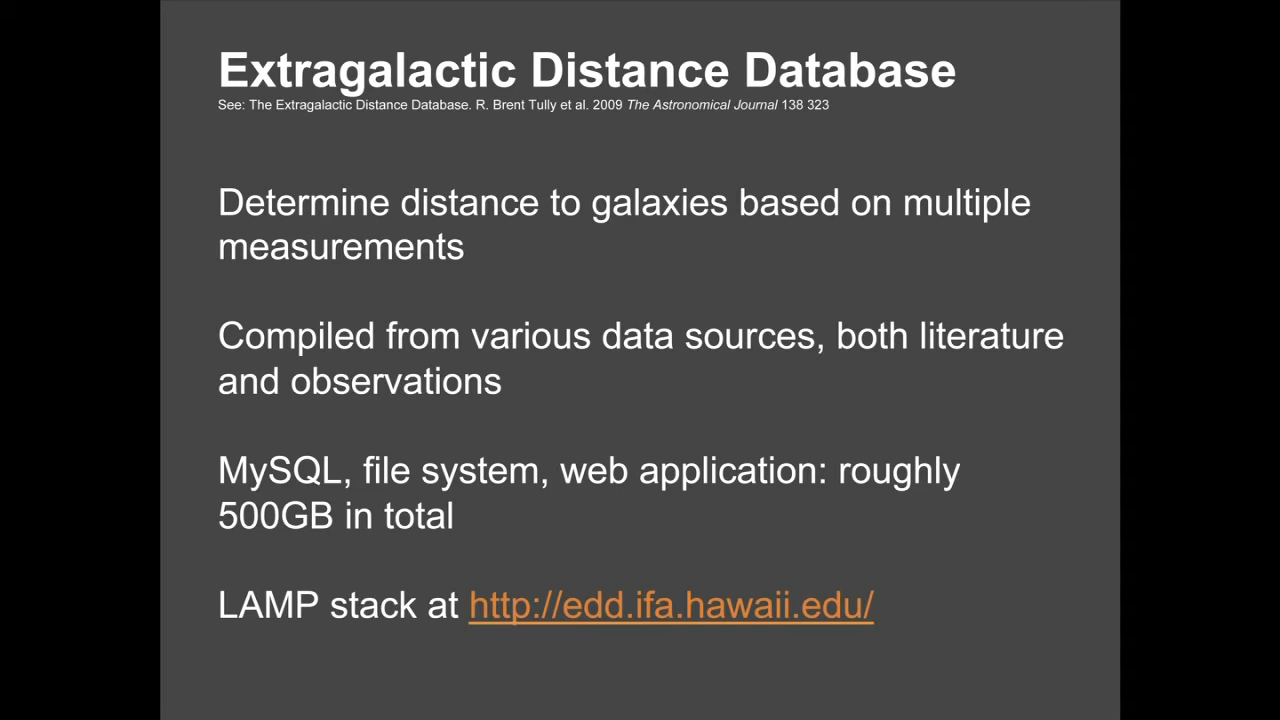 Extragalactic Distance Database
See: The Extragalactic Distance Database. R. Brent Tully et al. 2009 The Astronomical Journal 138 323
Determine distance to galaxies based on multiple
measurements
Compiled from various data sources, both literature
and observations
MySQL, file system, web application: roughly
500GB in total
LAMP stack at http://edd.ifa.hawaii.edu/